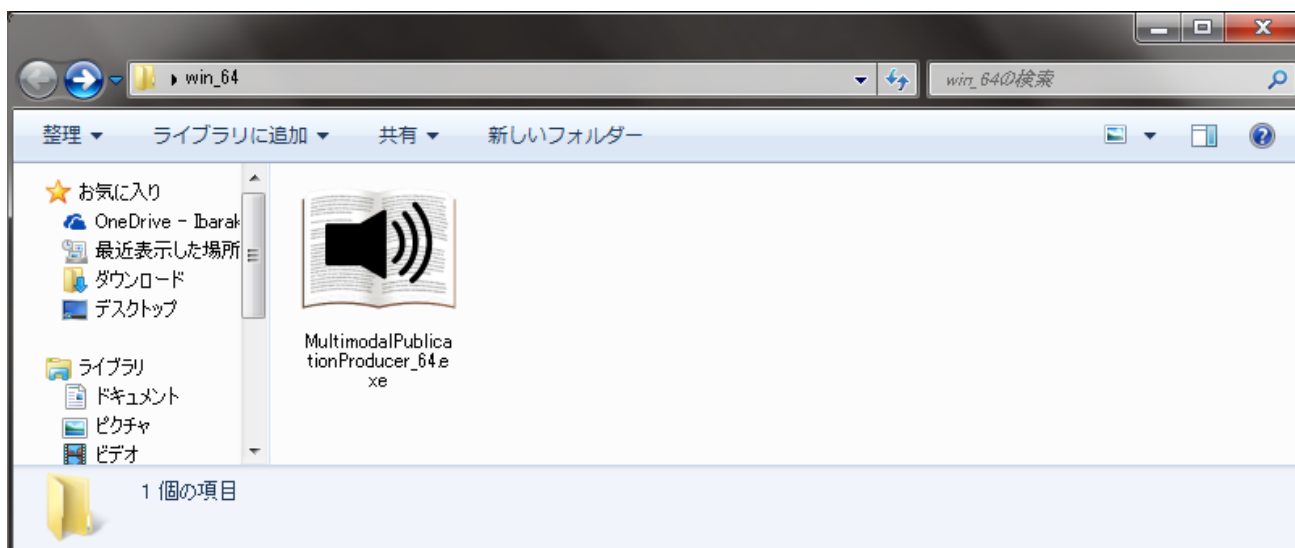 win_64
win_64の検索
整理 ライブラリに追加 共有 新しいフォルダー
お気に入り
OneDrive - Ibarak
最近表示した場所
ダウンロード
デスクトップ
ライブラリ
ドキュメント
ピクチャ
ビデオ
MultimodalPublica
tionProducer_64.e
xe
1 個の項目